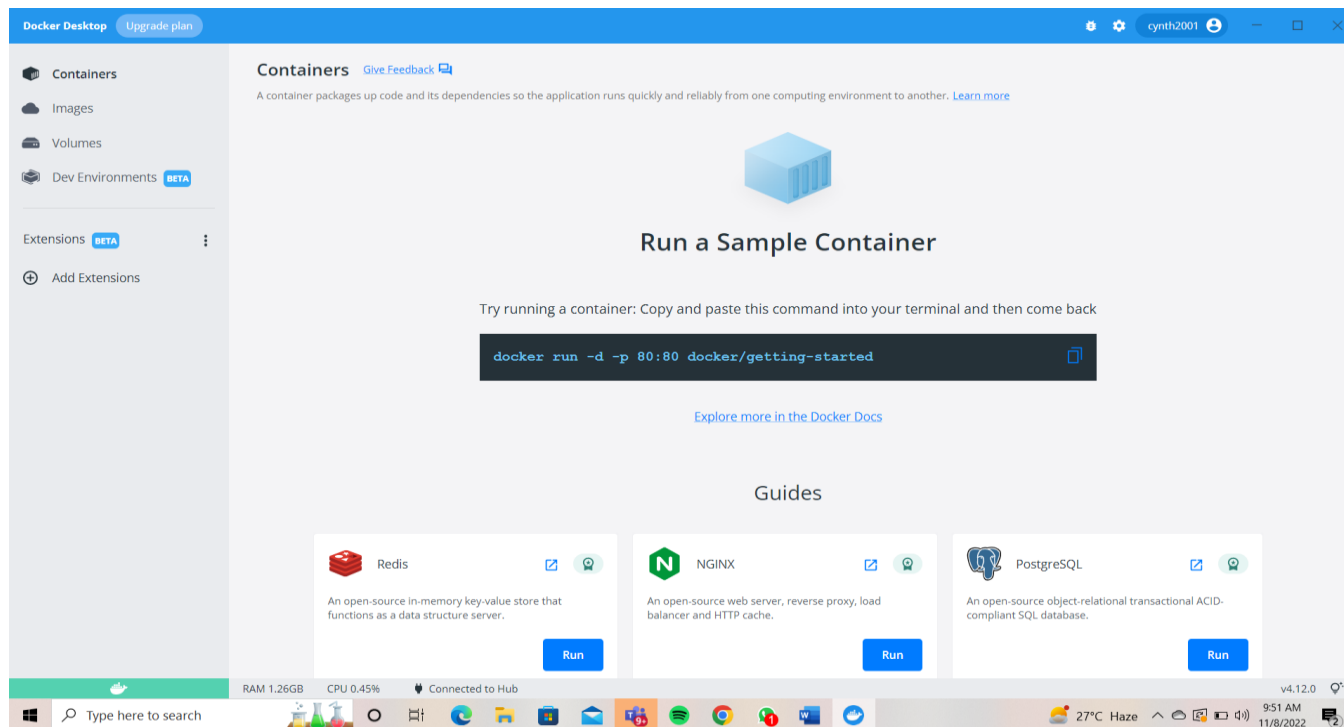 Docker Desktop Upgrade plan cynth2001
Containers
Images
Volumes
Dev Environments BETA
Extensions BETA
Add Extensions
Containers Give Feedback
A container packages up code and its dependencies so the application runs quickly and reliably from one computing environment to another. Learn more
Run a Sample Container
Try running a container: Copy and paste this command into your terminal and then come back
docker run -d -p 80:80 docker/getting-started
Explore more in the Docker Docs
Guides
Redis
An open-source in-memory key-value store that
functions as a data structure server.
Run
NGINX
An open-source web server, reverse proxy, load
balancer and HTTP cache.
Run
PostgreSQL
An open-source object-relational transactional ACID-
compliant SQL database.
Run
RAM 1.26GB CPU 0.45% Connected to Hub v4.12.0
Type here to search
27°C Haze
9:51 AM
11/8/2022